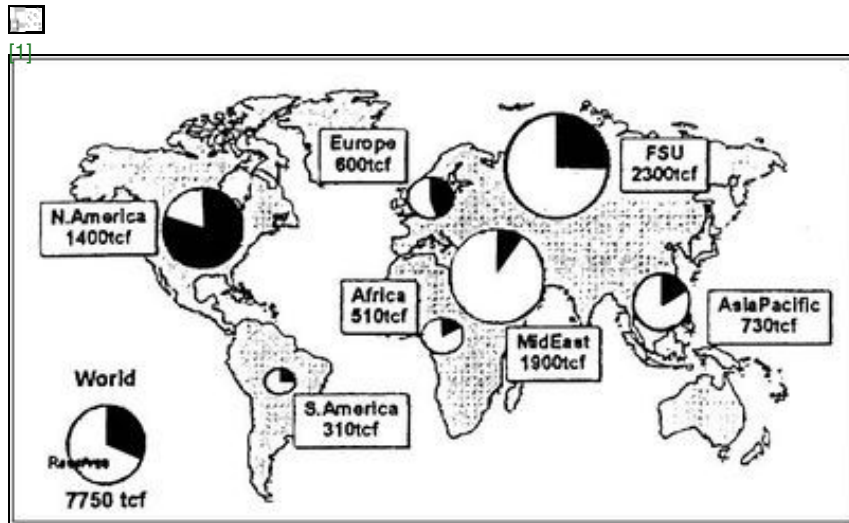 [1]
Europe
600tcf
FSU
2300tcf
N.America
1400tcf
Africa
510tcf
MidEast
1900tcf
AsiaPacific
730tcf
S.America
310tcf
World
7750 tcf